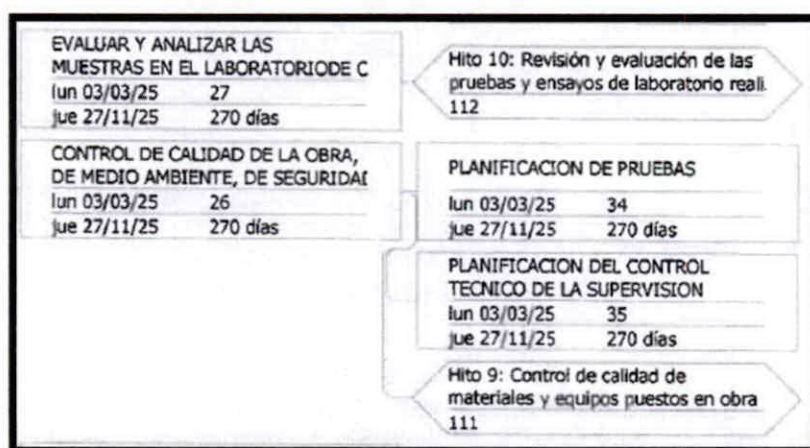 EVALUAR Y ANALIZAR LAS
MUESTRAS EN EL LABORATORIODE C
lun 03/03/25 27
jue 27/11/25 270 días
Hito 10: Revisión y evaluación de las
pruebas y ensayos de laboratorio reali
112
CONTROL DE CALIDAD DE LA OBRA,
DE MEDIO AMBIENTE, DE SEGURIDAD
lun 03/03/25 26
jue 27/11/25 270 días
PLANIFICACION DE PRUEBAS
lun 03/03/25 34
jue 27/11/25 270 días
PLANIFICACION DEL CONTROL
TECNICO DE LA SUPERVISION
lun 03/03/25 35
jue 27/11/25 270 días
Hito 9: Control de calidad de
materiales y equipos puestos en obra
111